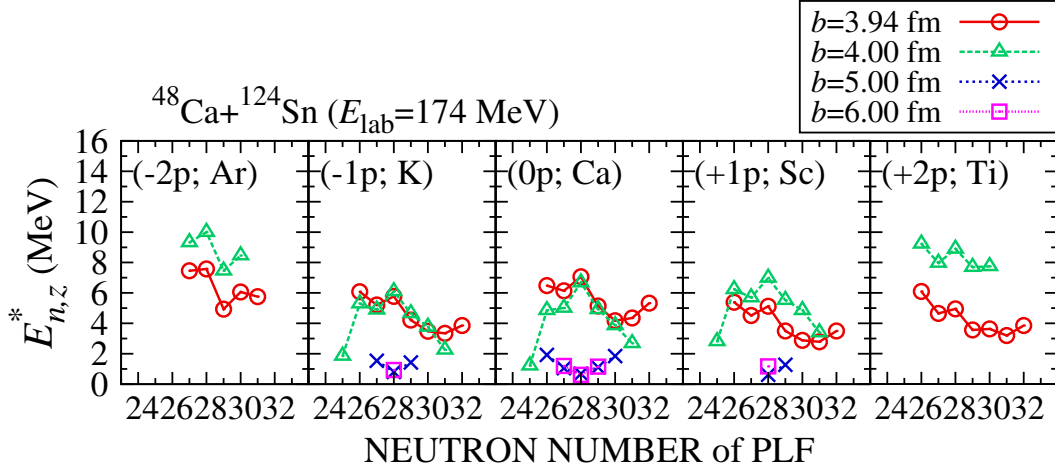 b=3.94 fm
b=4.00 fm
b=5.00 fm
b=6.00 fm
48Ca+124Sn (Elab=174 MeV)
16
14
12
10
8
6
4
2
0
E*n,z (MeV)
(-2p; Ar) (-1p; K) (0p; Ca) (+1p; Sc) (+2p; Ti)
2426283032 2426283032 2426283032 2426283032 2426283032
NEUTRON NUMBER of PLF